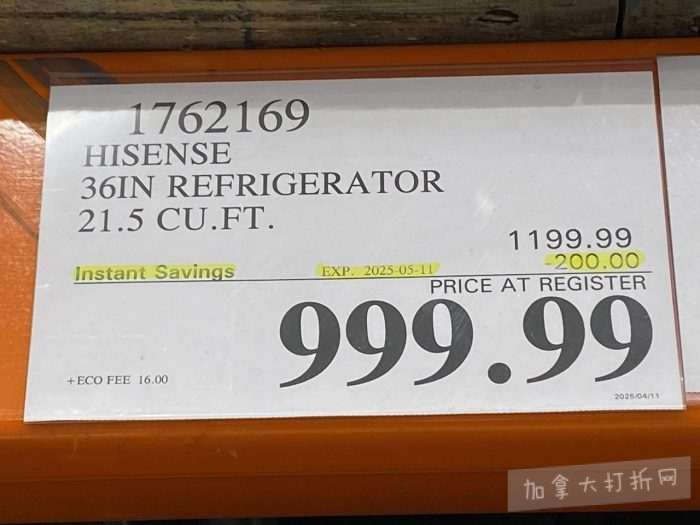 1762169
HISENSE
36IN REFRIGERATOR
21.5 CU.FT.
1199.99
Instant Savings EXP. 2025-05-11 -200.00
PRICE AT REGISTER
999.99
+ECO FEE 16.00
2025/04/11
加拿大打折网